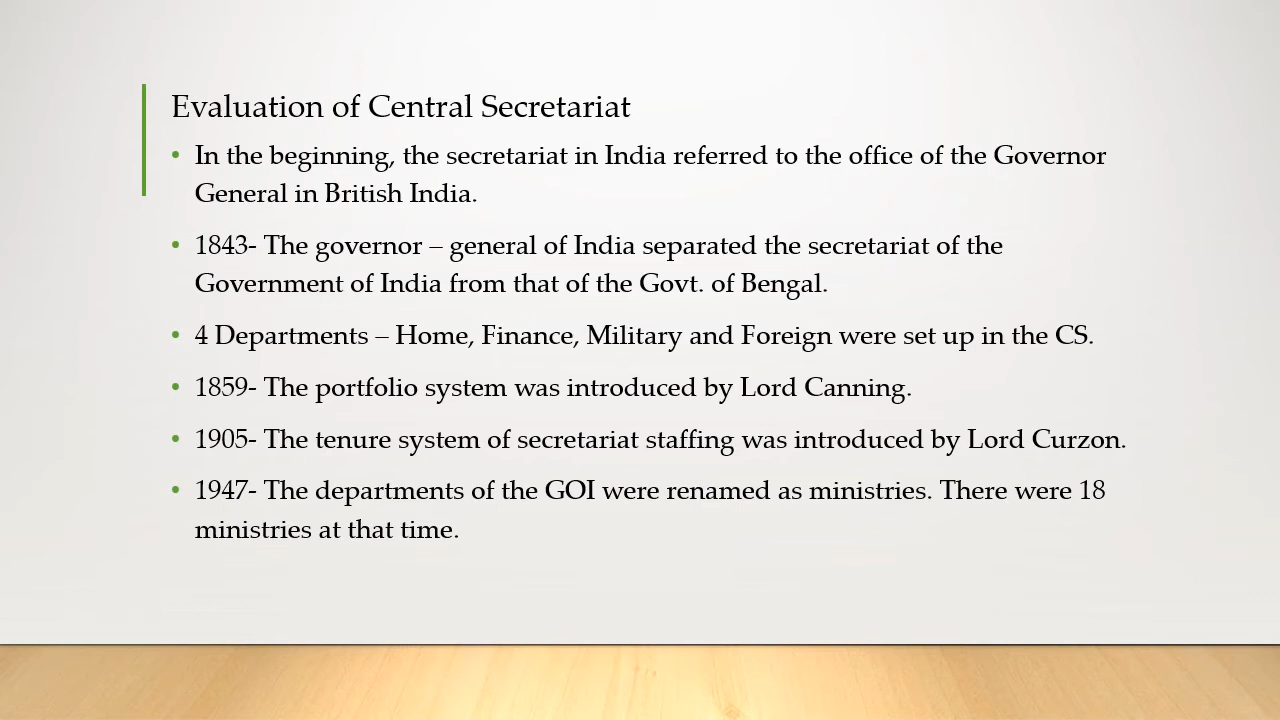 Evaluation of Central Secretariat
• In the beginning, the secretariat in India referred to the office of the Governor
General in British India.
• 1843- The governor – general of India separated the secretariat of the
Government of India from that of the Govt. of Bengal.
• 4 Departments – Home, Finance, Military and Foreign were set up in the CS.
• 1859- The portfolio system was introduced by Lord Canning.
• 1905- The tenure system of secretariat staffing was introduced by Lord Curzon.
• 1947- The departments of the GOI were renamed as ministries. There were 18
ministries at that time.